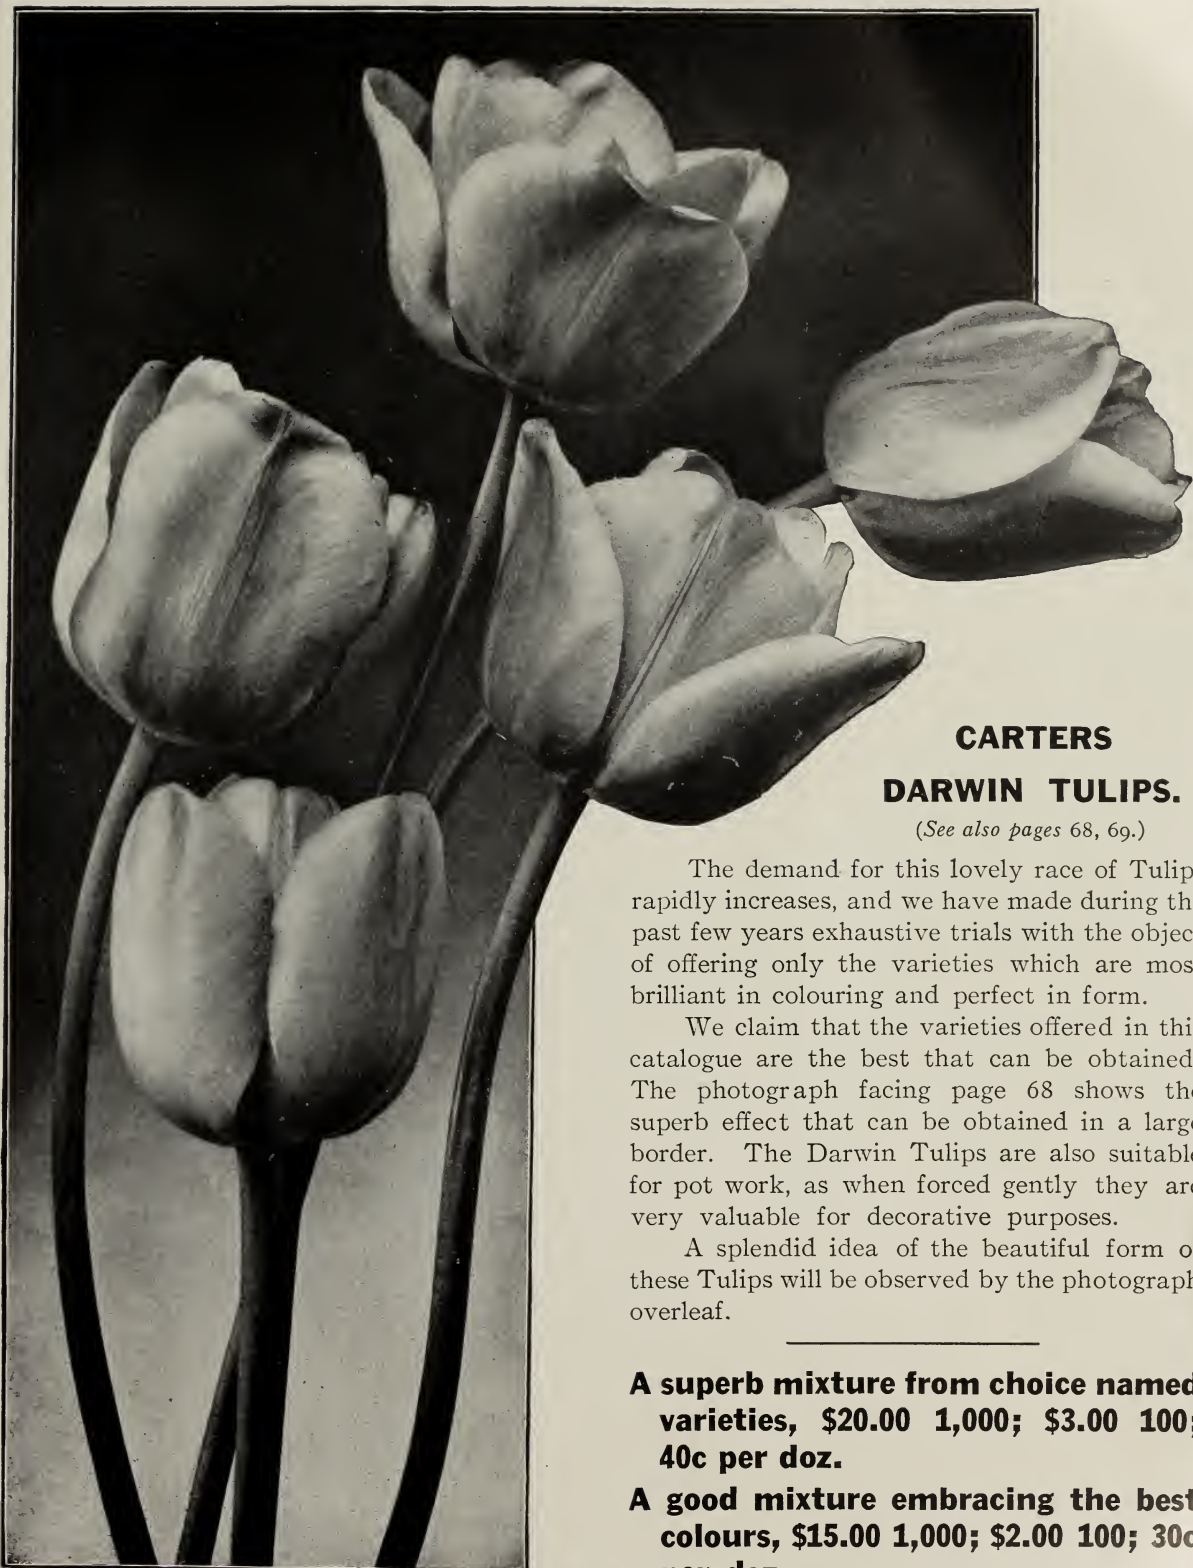 CARTERS
DARWIN TULIPS.
(See also pages 68, 69.)
The demand for this lovely race of Tulip
rapidly increases, and we have made during th
past few years exhaustive trials with the objec
of offering only the varieties which are mos
brilliant in colouring and perfect in form.
We claim that the varieties offered in thi
catalogue are the best that can be obtained
The photograph facing page 68 shows the
superb effect that can be obtained in a large
border. The Darwin Tulips are also suitable
for pot work, as when forced gently they are
very valuable for decorative purposes.
A splendid idea of the beautiful form o
these Tulips will be observed by the photograph
overleaf.
A superb mixture from choice named
varieties, $20.00 1,000; $3.00 100;
40c per doz.
A good mixture embracing the best
colours, $15.00 1,000; $2.00 100; 30c